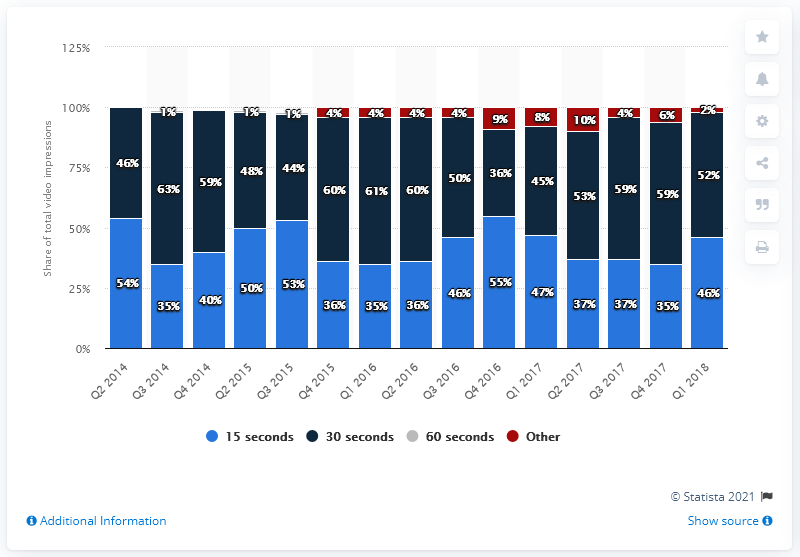 125%
100%
75%
50%
25%
0%
Share of total video impressions
1% 1% 1% 4% 4% 4% 4% 9% 8% 10% 4% 6% 2%
46% 63% 59% 48% 44% 60% 61% 60% 50% 36% 45% 53% 59% 59% 52%
54% 35% 40% 50% 53% 36% 35% 36% 46% 55% 47% 37% 37% 35% 46%
Q2 2014 Q3 2014 Q4 2014 Q2 2015 Q3 2015 Q4 2015 Q1 2016 Q2 2016 Q3 2016 Q4 2016 Q1 2017 Q2 2017 Q3 2017 Q4 2017 Q1 2018
15 seconds 30 seconds 60 seconds Other
© Statista 2021
Additional Information
Show source